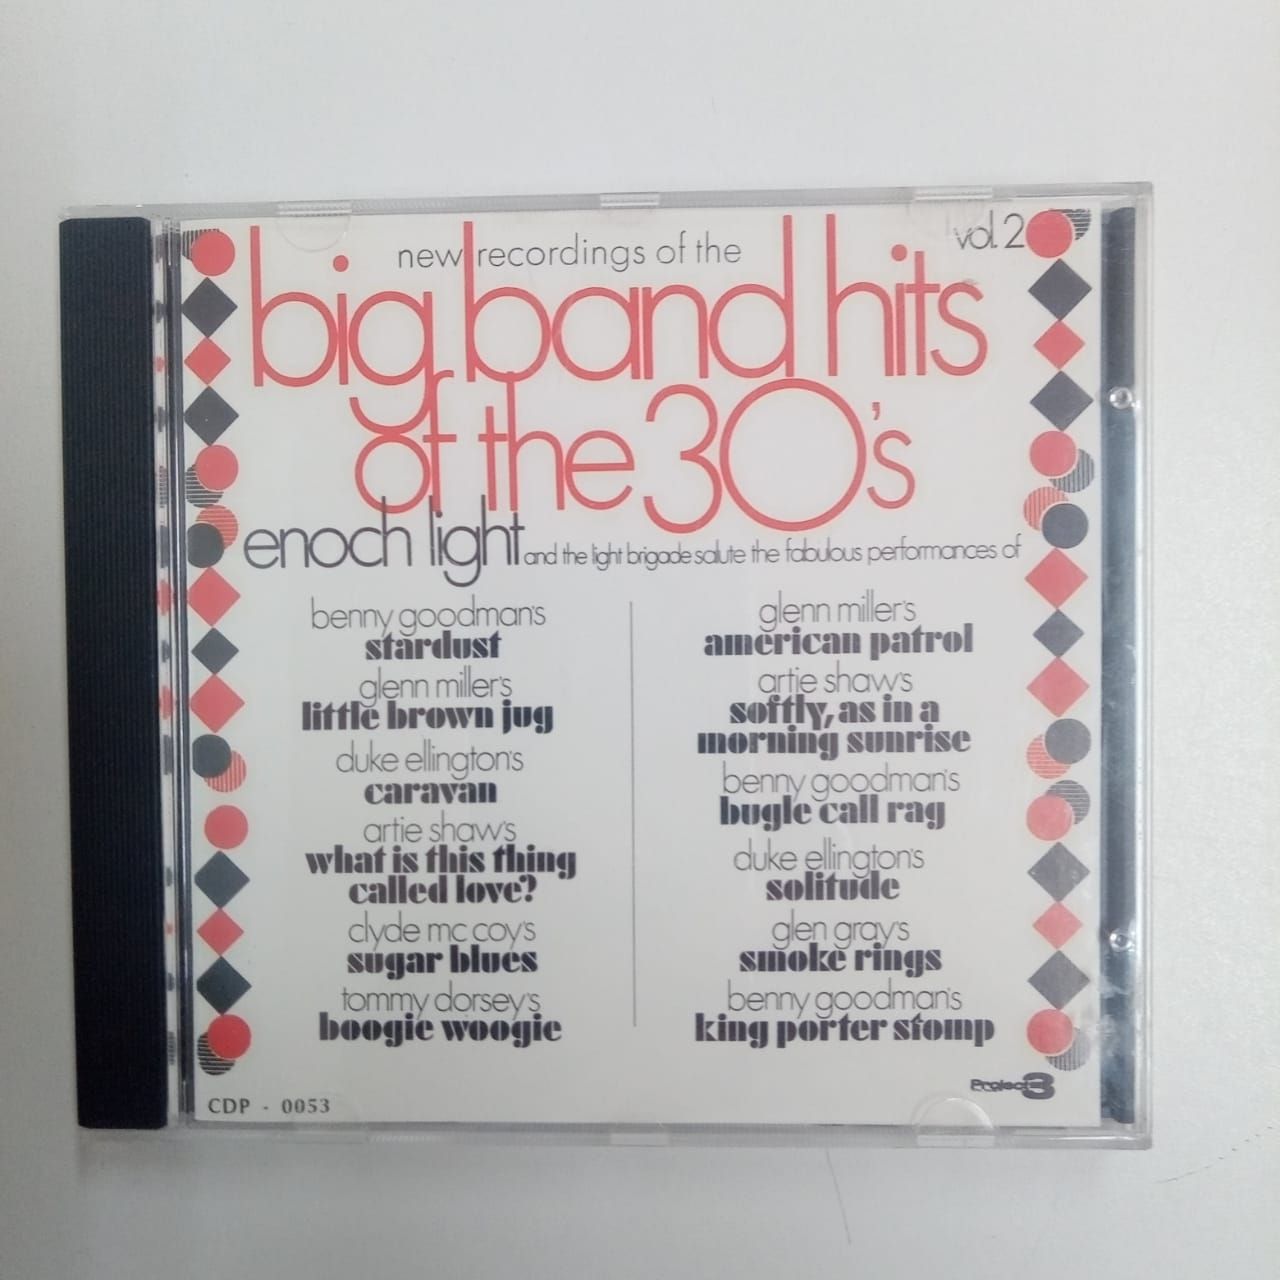 new recordings of the
vol. 2
big band hits
of the 30's
enoch light and the light brigade salute the fabulous performances of
benny goodman's
stardust
glenn miller's
little brown jug
duke ellington's
caravan
artie shaw's
what is this thing
called love?
clyde mc coy's
sugar blues
tommy dorsey's
boogie woogie
glenn miller's
american patrol
artie shaw's
softly, as in a
morning sunrise
benny goodman's
bugle call rag
duke ellington's
solitude
glen gray's
smoke rings
benny goodman's
king porter stomp
Project 3
CDP - 0053